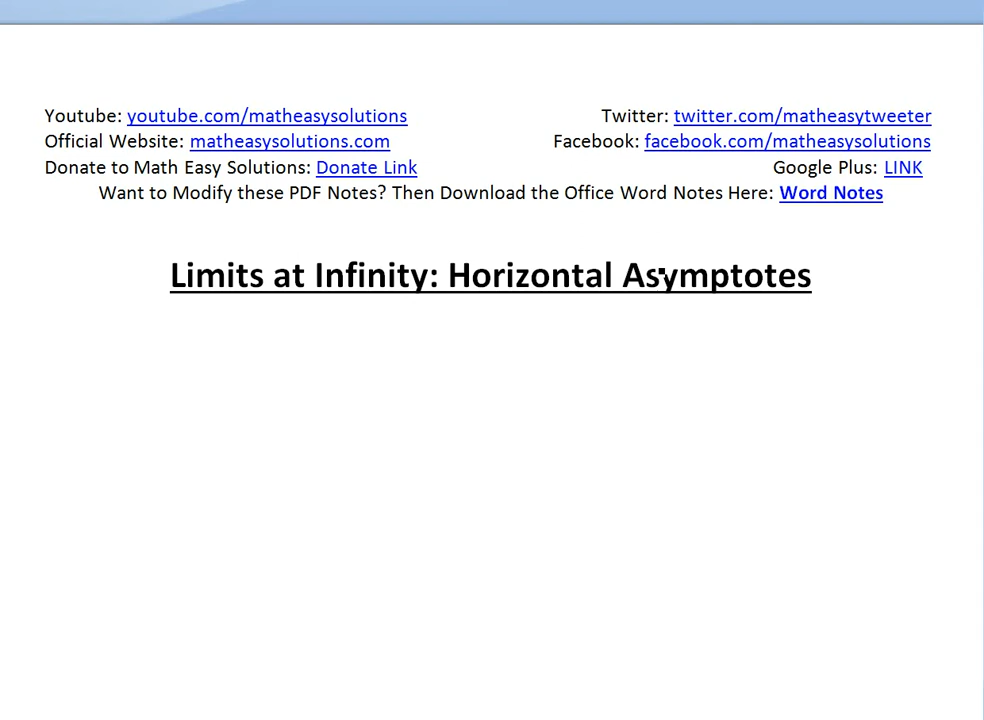 Youtube: youtube.com/matheasysolutions Twitter: twitter.com/matheasytweeter
Official Website: matheasysolutions.com Facebook: facebook.com/matheasysolutions
Donate to Math Easy Solutions: Donate Link Google Plus: LINK
Want to Modify these PDF Notes? Then Download the Office Word Notes Here: Word Notes
Limits at Infinity: Horizontal Asymptotes